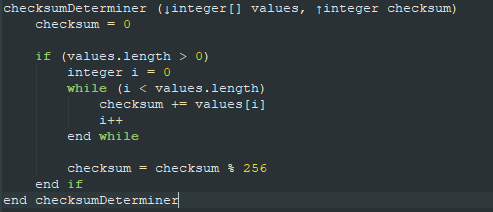 checksumDeterminer (↓integer[] values, ↑integer checksum)
    checksum = 0

    if (values.length > 0)
        integer i = 0
        while (i < values.length)
            checksum += values[i]
            i++
        end while

        checksum = checksum % 256
    end if
end checksumDeterminer